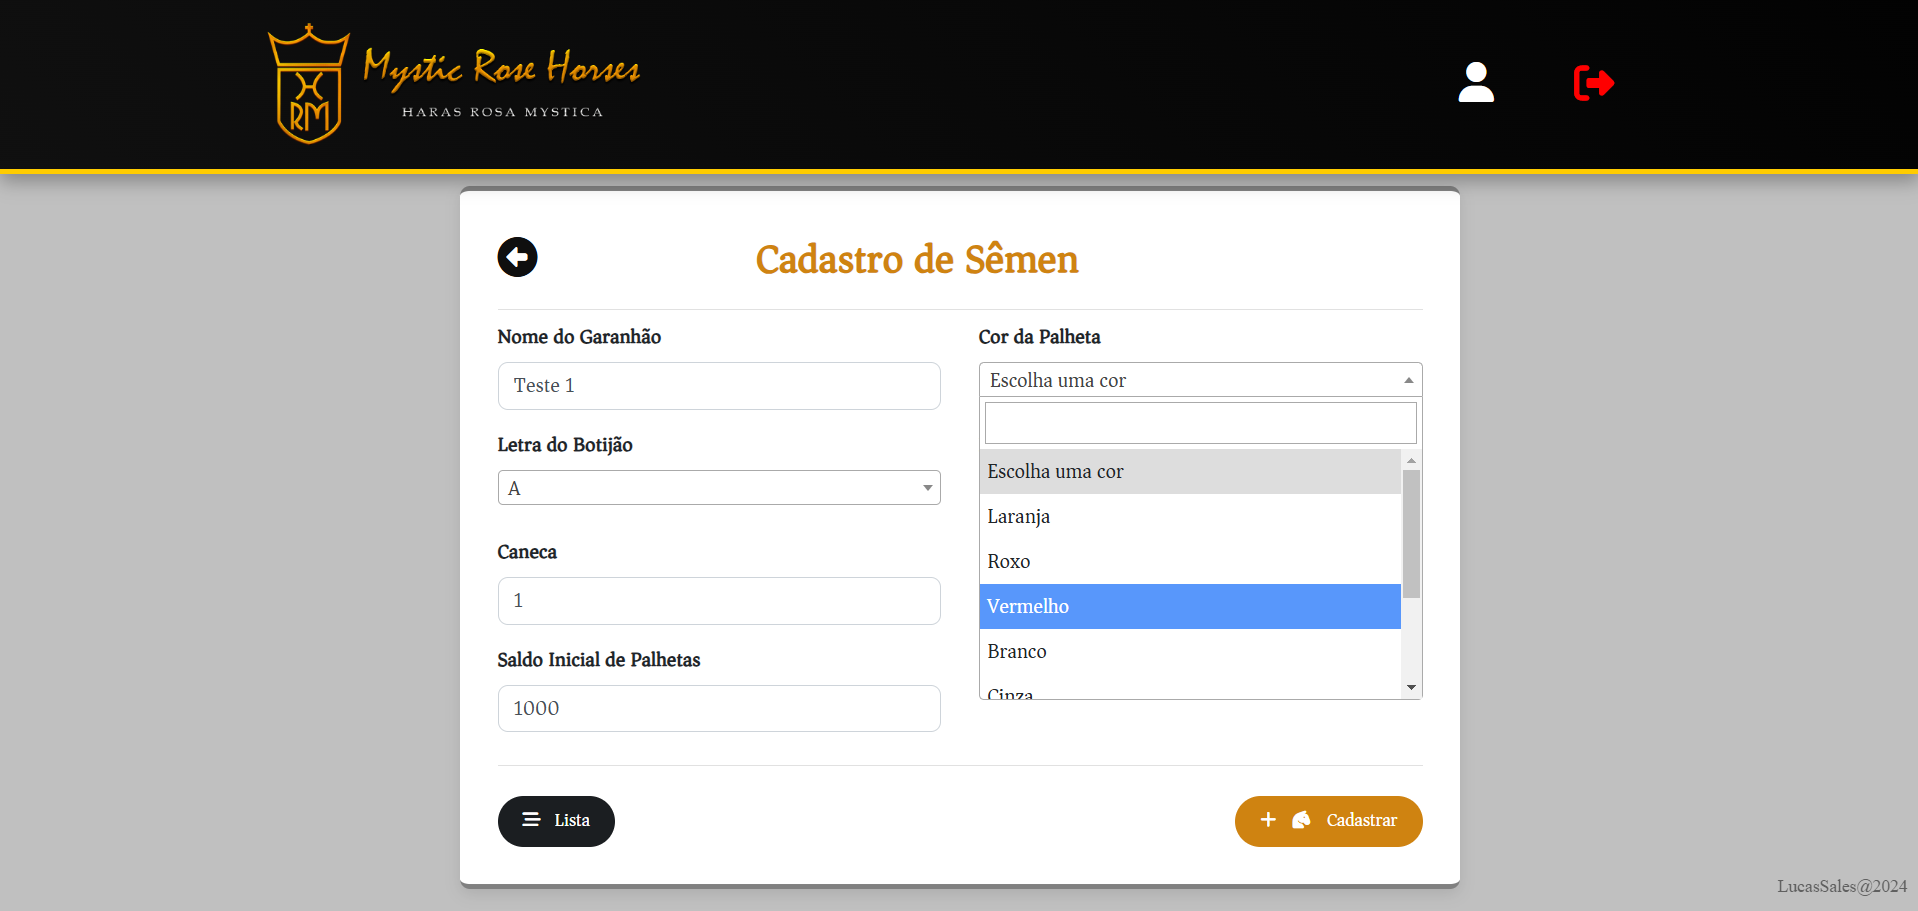 Mystic Rose Horses
HARAS ROSA MYSTICA
RM
Cadastro de Sêmen
Nome do Garanhão
Teste 1
Letra do Botijão
A
Caneca
1
Saldo Inicial de Palhetas
1000
Cor da Palheta
Escolha uma cor
Escolha uma cor
Laranja
Roxo
Vermelho
Branco
Cinza
Lista
Cadastrar
LucasSales@2024